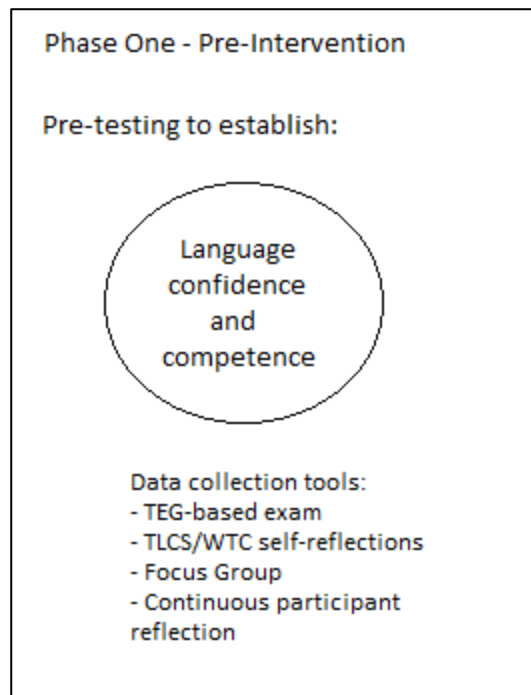 Phase One - Pre-Intervention
Pre-testing to establish:
Language
confidence
and
competence
Data collection tools:
- TEG-based exam
- TLCS/WTC self-reflections
- Focus Group
- Continuous participant
reflection